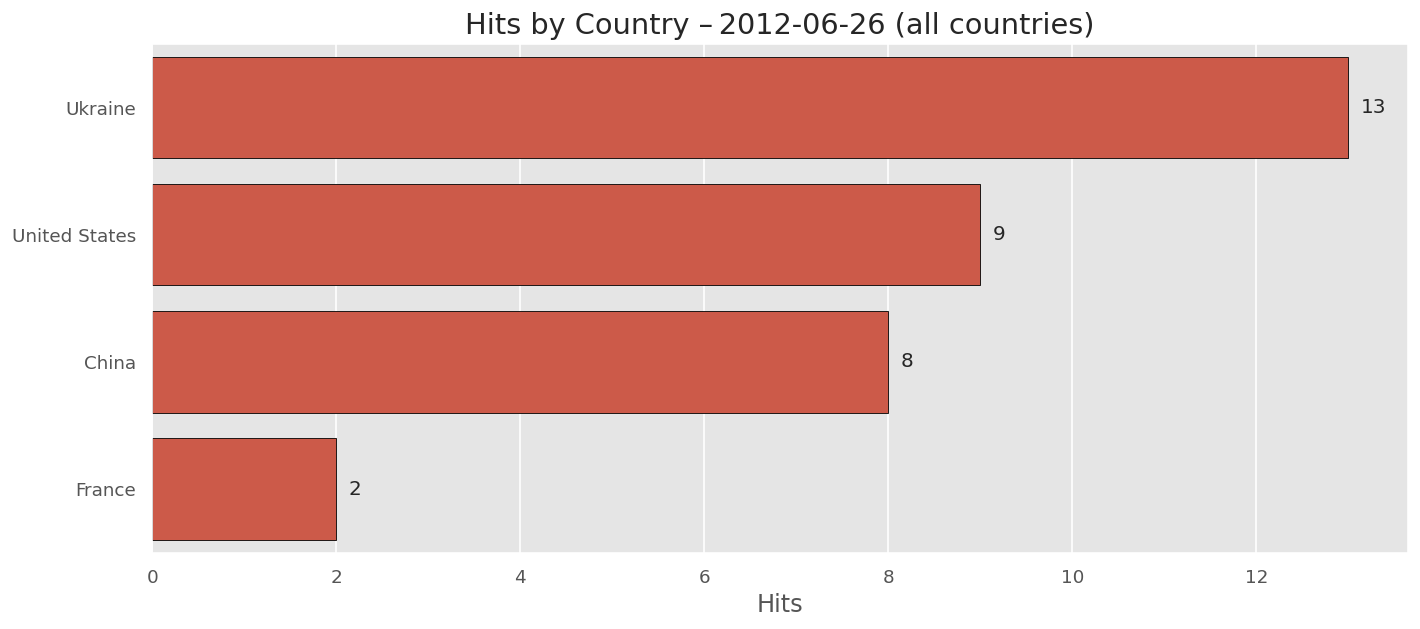 Hits by Country – 2012-06-26 (all countries)
Ukraine
13
United States
9
China
8
France
2
0 2 4 6 8 10 12
Hits